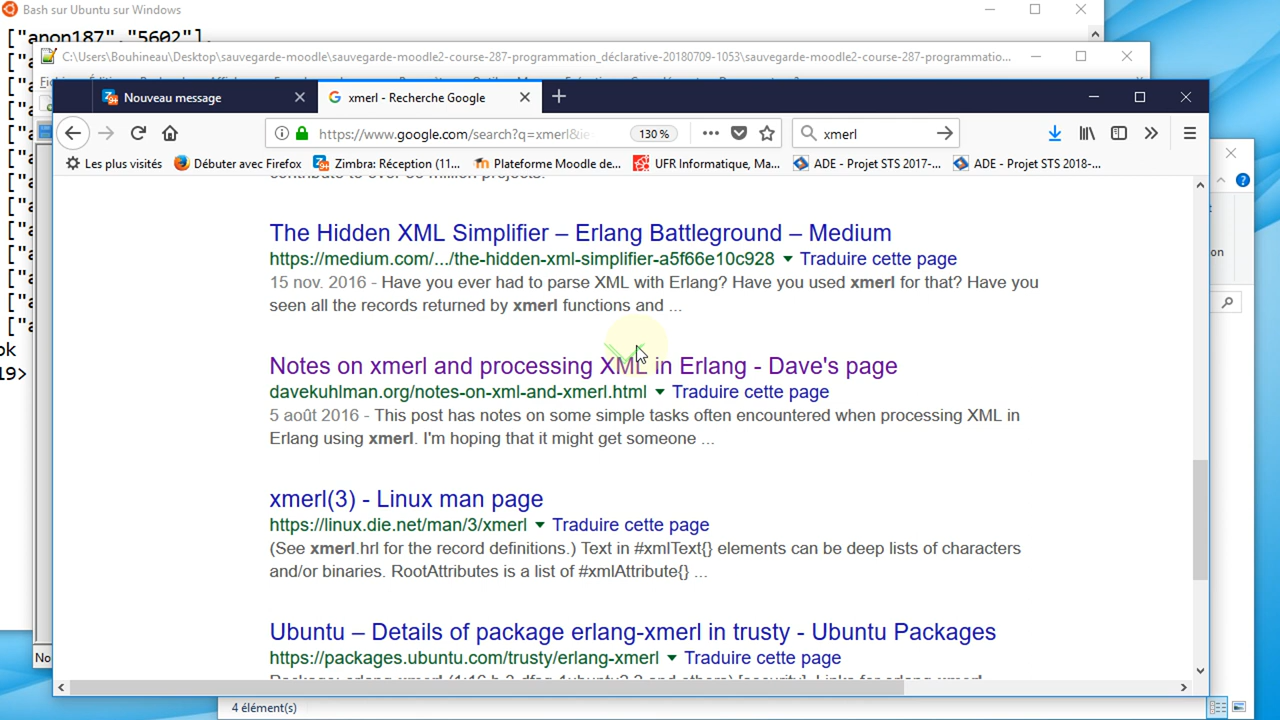 Bash sur Ubuntu sur Windows
["anon187","5602"],
C:\Users\Bouhineau\Desktop\sauvegarde-moodle\sauvegarde-moodle2-course-287-programmation_déclarative-20180709-1053\sauvegarde-moodle2-course-287-programmatio...
Nouveau message
xmerl - Recherche Google
https://www.google.com/search?q=xmerl&ie
130 %
xmerl
Les plus visités
Débuter avec Firefox
Zimbra: Réception (11...
Plateforme Moodle de...
UFR Informatique, Ma...
ADE - Projet STS 2017-...
ADE - Projet STS 2018-...
The Hidden XML Simplifier – Erlang Battleground – Medium
https://medium.com/.../the-hidden-xml-simplifier-a5f66e10c928 Traduire cette page
15 nov. 2016 - Have you ever had to parse XML with Erlang? Have you used xmerl for that? Have you
seen all the records returned by xmerl functions and ...
Notes on xmerl and processing XML in Erlang - Dave's page
davekuhlman.org/notes-on-xml-and-xmerl.html Traduire cette page
5 août 2016 - This post has notes on some simple tasks often encountered when processing XML in
Erlang using xmerl. I'm hoping that it might get someone ...
xmerl(3) - Linux man page
https://linux.die.net/man/3/xmerl Traduire cette page
(See xmerl.hrl for the record definitions.) Text in #xmlText{} elements can be deep lists of characters
and/or binaries. RootAttributes is a list of #xmlAttribute{} ...
Ubuntu – Details of package erlang-xmerl in trusty - Ubuntu Packages
https://packages.ubuntu.com/trusty/erlang-xmerl Traduire cette page
19>
4 élément(s)